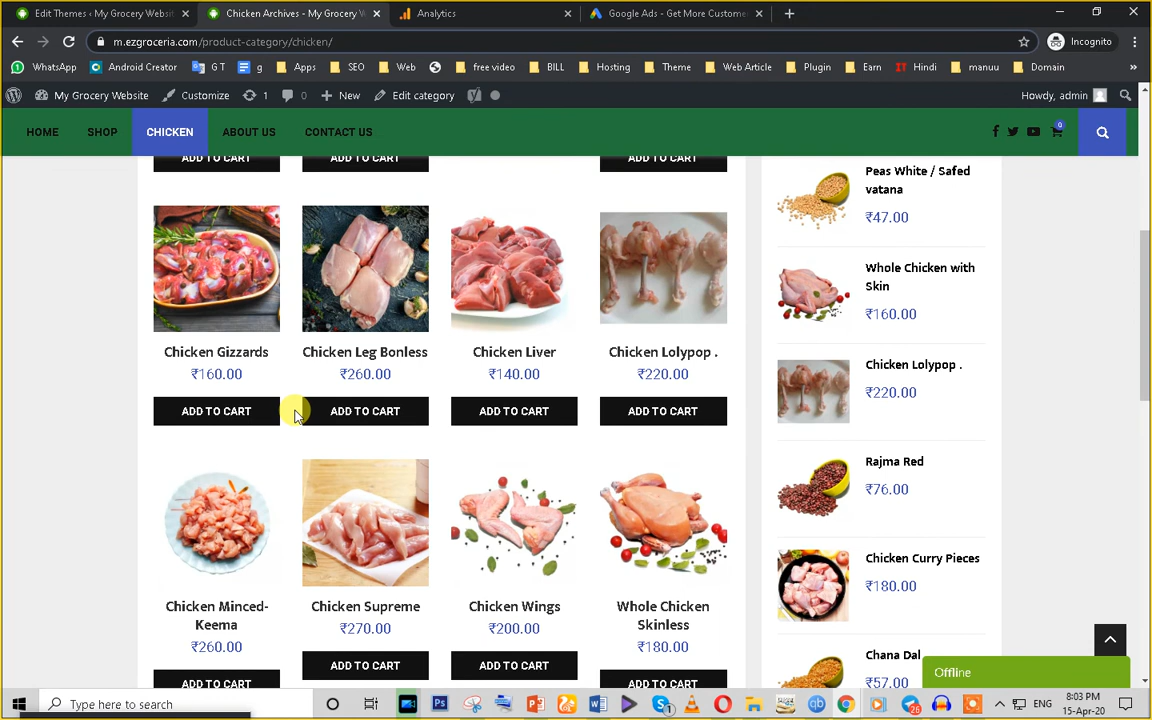 Edit Themes ‹ My Grocery Websit
Chicken Archives - My Grocery W
Analytics
Google Ads - Get More Custome
m.ezgroceria.com/product-category/chicken/
Incognito
WhatsApp
Android Creator
G T
g
Apps
SEO
Web
free video
BILL
Hosting
Theme
Web Article
Plugin
Earn
IT Hindi
manuu
Domain
»
My Grocery Website
Customize
1
0
New
Edit category
Howdy, admin
HOME
SHOP
CHICKEN
ABOUT US
CONTACT US
0
ADD TO CART
ADD TO CART
ADD TO CART
Chicken Gizzards
₹160.00
ADD TO CART
Chicken Leg Bonless
₹260.00
ADD TO CART
Chicken Liver
₹140.00
ADD TO CART
Chicken Lolypop .
₹220.00
ADD TO CART
Chicken Minced-
Keema
₹260.00
ADD TO CART
Chicken Supreme
₹270.00
ADD TO CART
Chicken Wings
₹200.00
ADD TO CART
Whole Chicken
Skinless
₹180.00
ADD TO CART
Peas White / Safed
vatana
₹47.00
Whole Chicken with
Skin
₹160.00
Chicken Lolypop .
₹220.00
Rajma Red
₹76.00
Chicken Curry Pieces
₹180.00
Chana Dal
₹57.00
Offline
Type here to search
26
ENG
8:03 PM
15-Apr-20